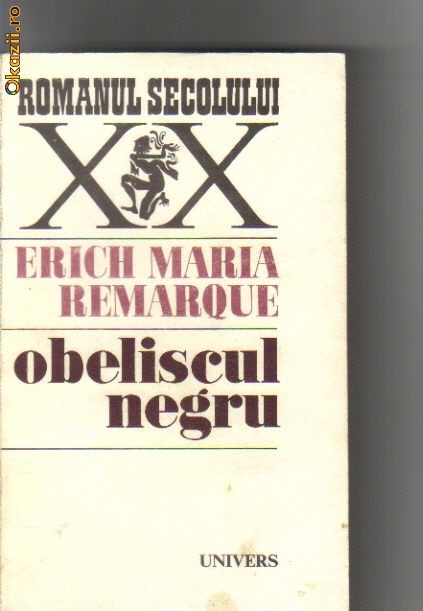 Okazii.ro
ROMANUL SECOLULUI
XX
ERICH MARIA
REMARQUE
obeliscul
negru
UNIVERS